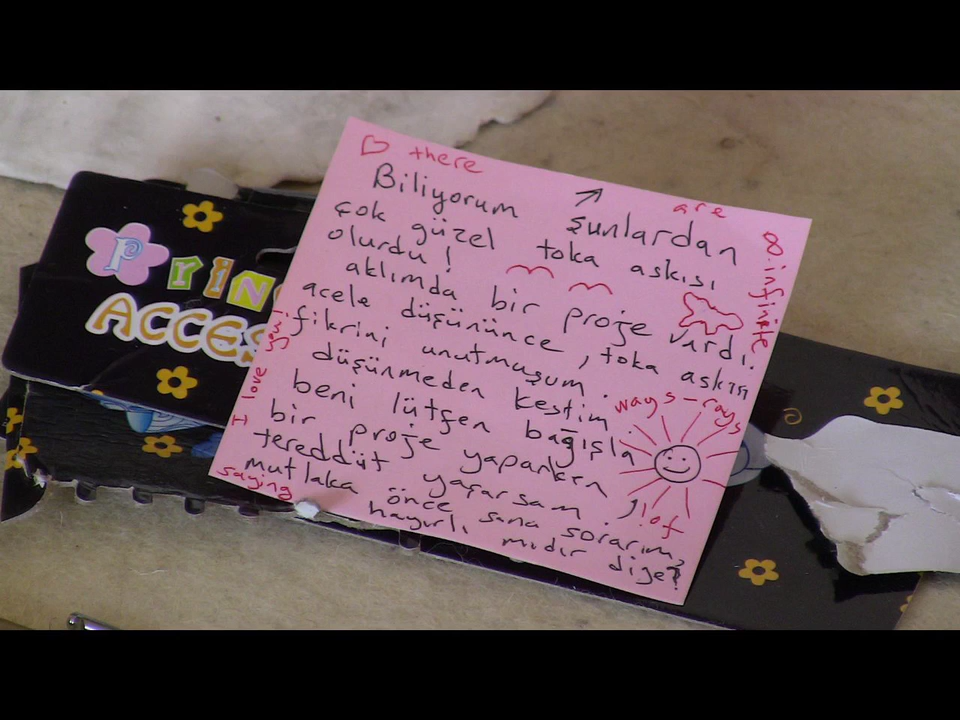 PRIN
ACCES
there
are
∞ infinite
ways-rays
of
saying
I love
Biliyorum şunlardan
çok güzel toka askısı
olurdu!
aklımda bir proje vardı.
acele düşününce, toka askısı
fikrini unutmuşum.
düşünmeden kestim
beni lütfen bağışla
bir proje yaparken
tereddüt yaşarsam,
mutlaka önce sana sorarım,
hayırlı mıdır diye?